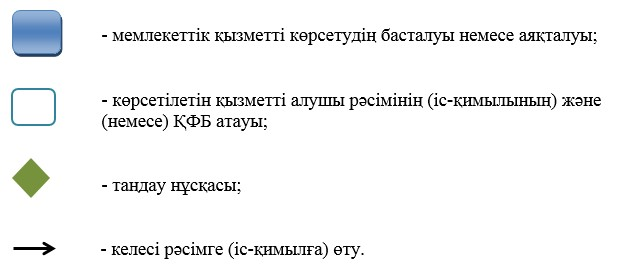 - мемлекеттік қызметті көрсетудің басталуы немесе аяқталуы;
- көрсетілетін қызметті алушы рәсімінің (іс-қимылының) және
(немесе) ҚФБ атауы;
- тандау нұсқасы;
- келесі рәсімге (іс-қимылға) өту.